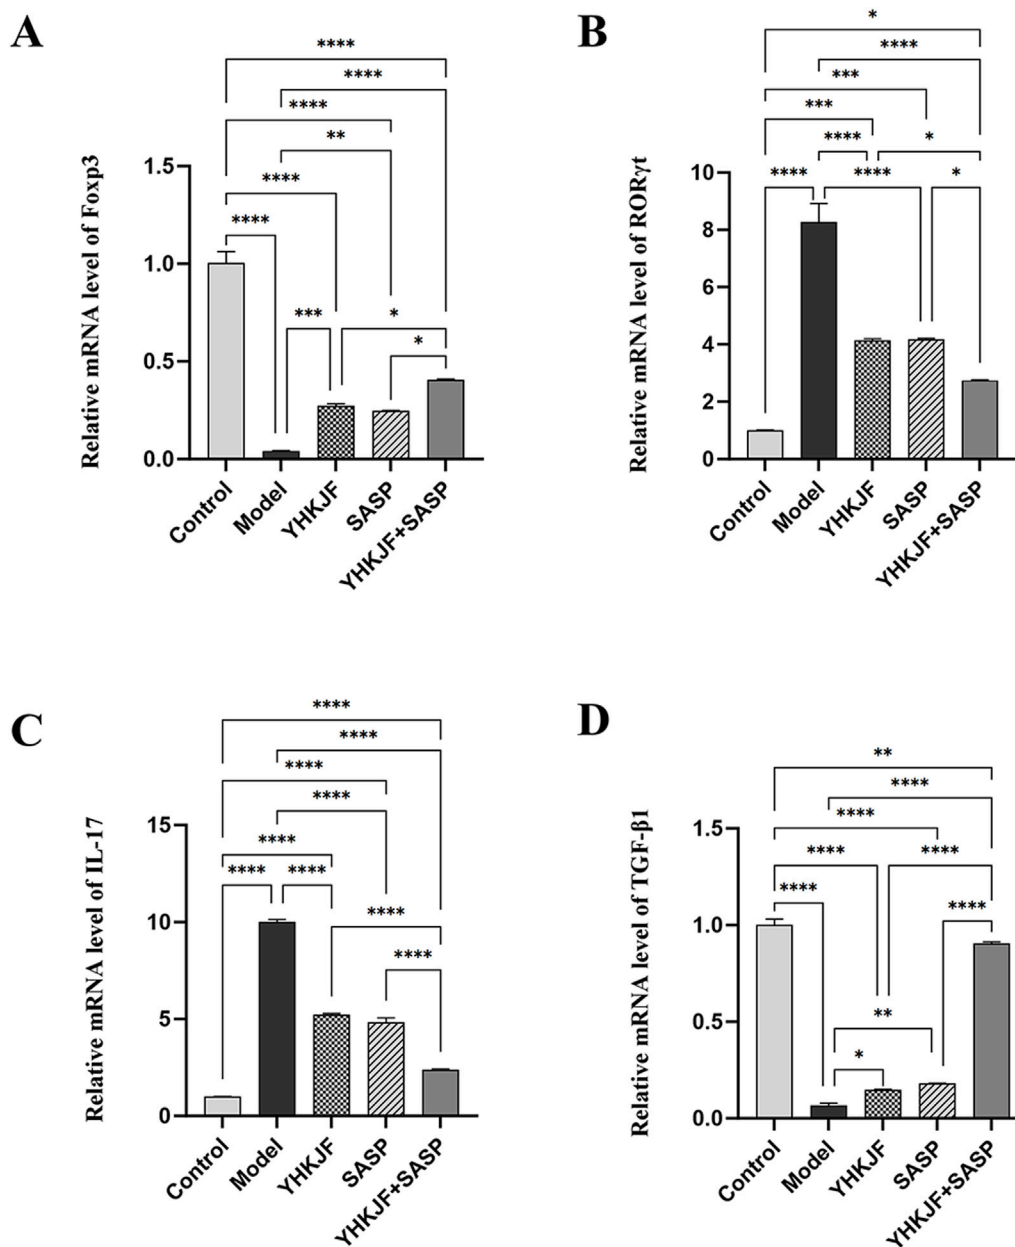 A
Relative mRNA level of Foxp3
****
****
****
**
****
****
***
*
*
1.5
1.0
0.5
0.0
Control
Model
YHKJF
SASP
YHKJF+SASP
B
Relative mRNA level of RORγt
*
****
***
***
****
*
****
****
*
10
8
6
4
2
0
Control
Model
YHKJF
SASP
YHKJF+SASP
C
Relative mRNA level of IL-17
****
****
****
****
****
****
****
****
****
15
10
5
0
Control
Model
YHKJF
SASP
YHKJF+SASP
D
Relative mRNA level of TGF-β1
**
****
****
****
****
****
****
**
*
1.5
1.0
0.5
0.0
Control
Model
YHKJF
SASP
YHKJF+SASP